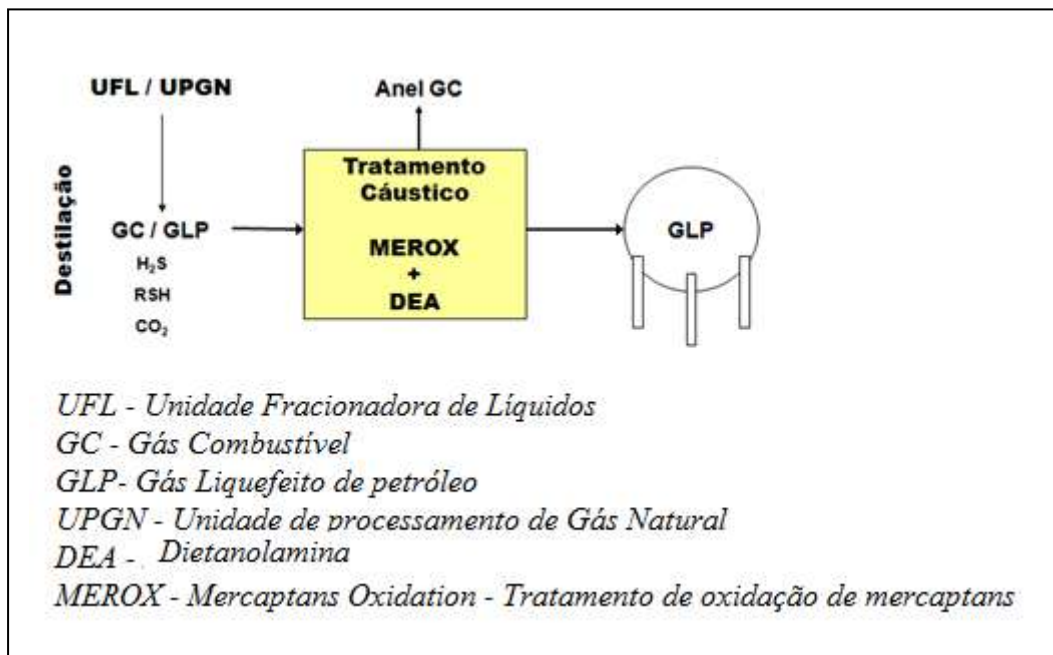 UFL / UPGN
Anel GC
Destilação
GC / GLP
H₂S
RSH
CO₂
Tratamento
Cáustico
MEROX
+
DEA
GLP
UFL - Unidade Fracionadora de Líquidos
GC - Gás Combustível
GLP- Gás Liquefeito de petróleo
UPGN - Unidade de processamento de Gás Natural
DEA - Dietanolamina
MEROX - Mercaptans Oxidation - Tratamento de oxidação de mercaptans